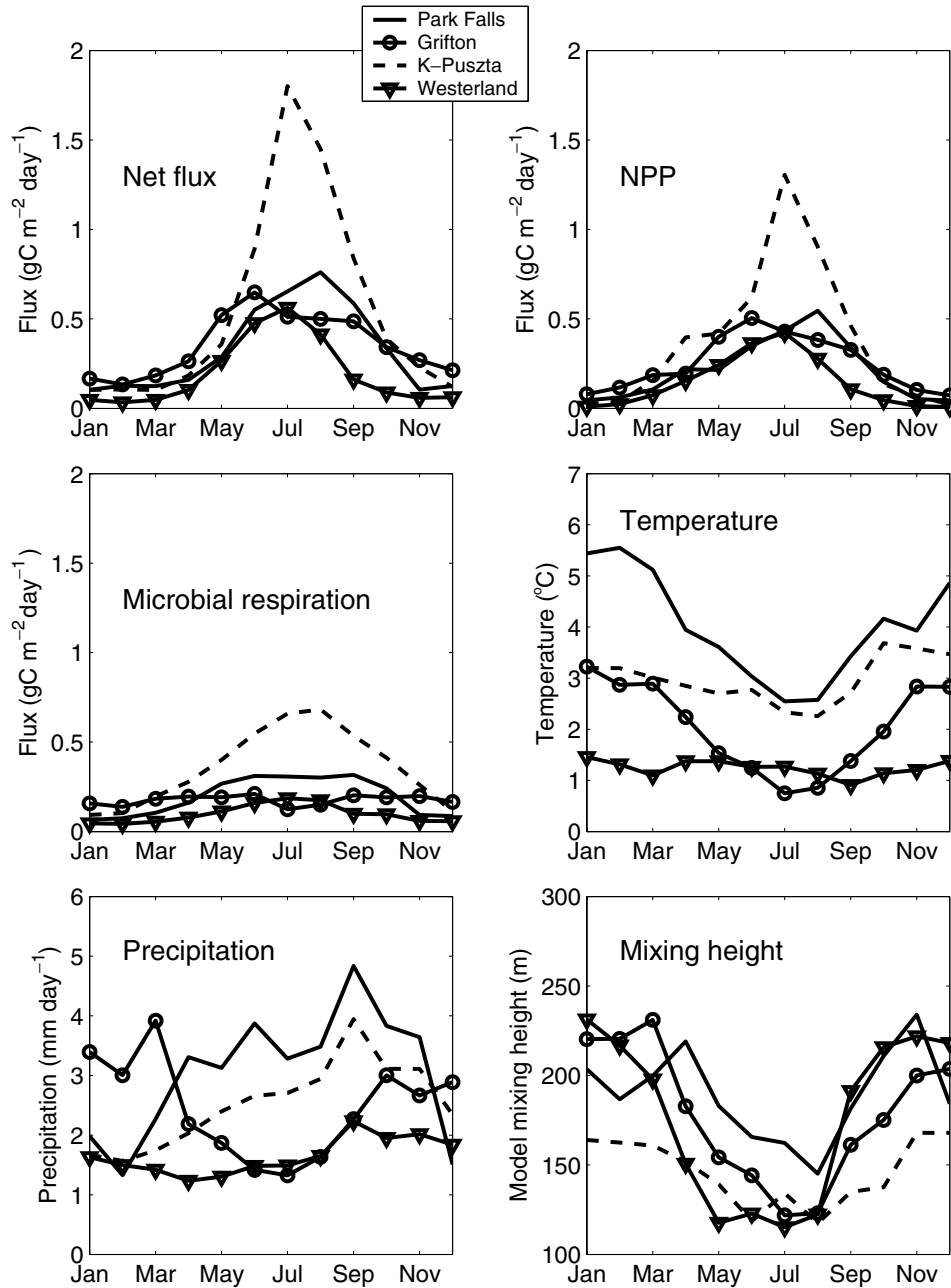 Park Falls
Grifton
K−Puszta
Westerland
2
1.5
1
0.5
0
Flux (gC m−2 day−1)
Net flux
Jan Mar May Jul Sep Nov
2
1.5
1
0.5
0
Flux (gC m−2 day−1)
NPP
Jan Mar May Jul Sep Nov
2
1.5
1
0.5
0
Flux (gC m−2 day−1)
Microbial respiration
Jan Mar May Jul Sep Nov
7
6
5
4
3
2
1
0
Temperature (°C)
Temperature
Jan Mar May Jul Sep Nov
6
5
4
3
2
1
0
Precipitation (mm day−1)
Precipitation
Jan Mar May Jul Sep Nov
300
250
200
150
100
Model mixing height (m)
Mixing height
Jan Mar May Jul Sep Nov